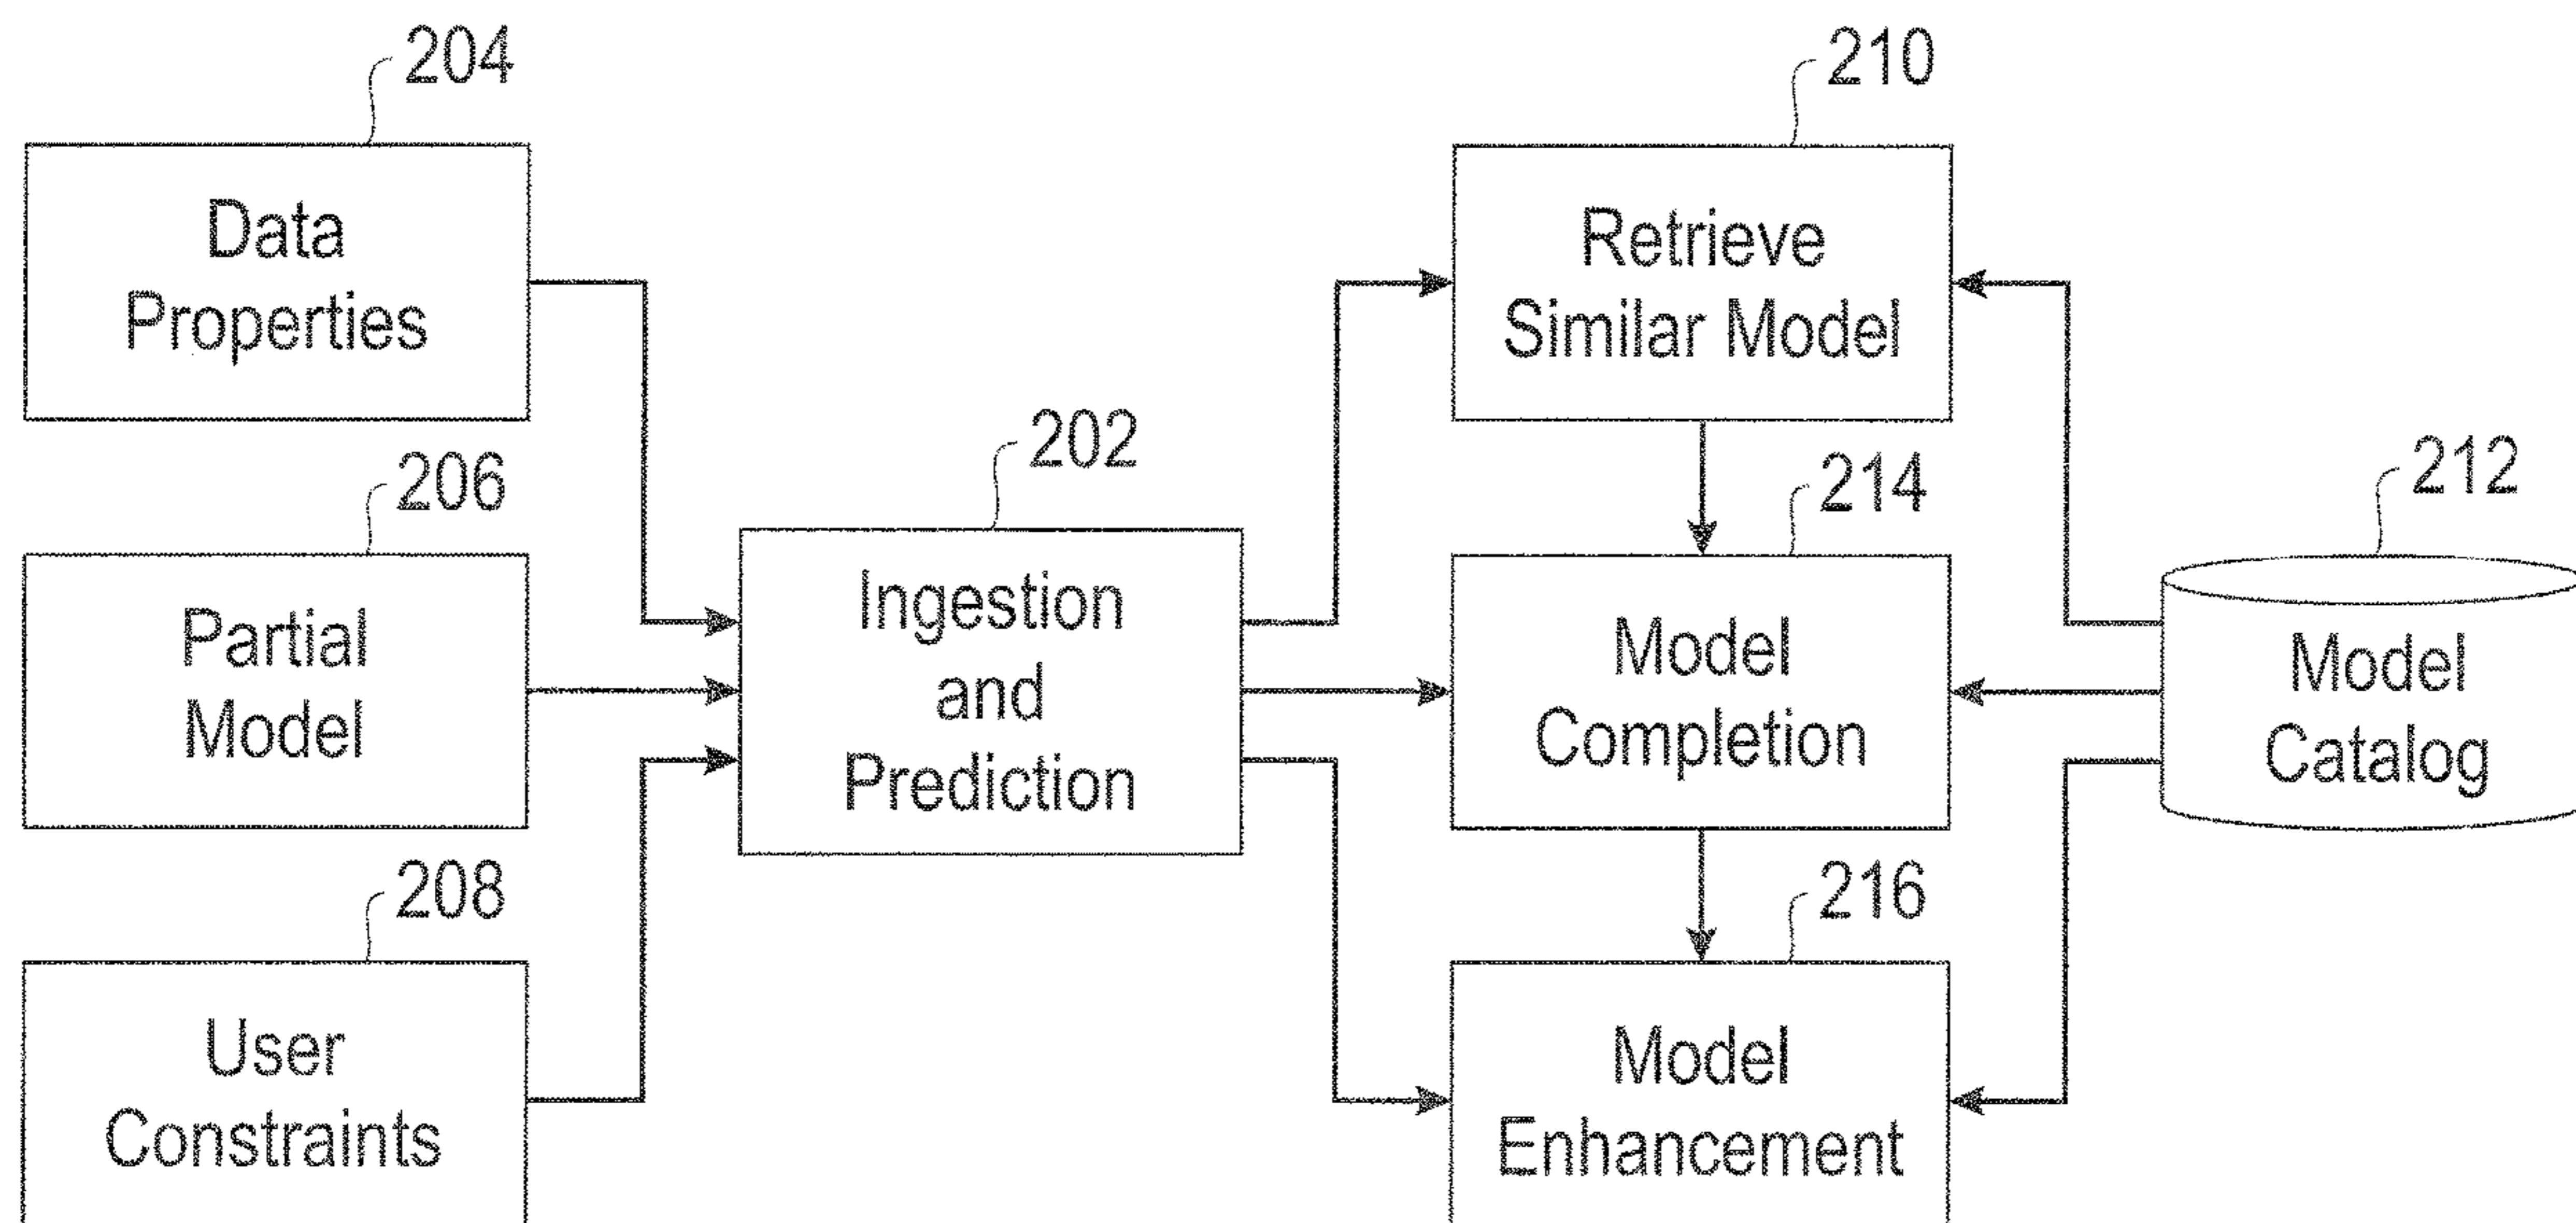 204
Data
Properties
206
Partial
Model
208
User
Constraints
202
Ingestion
and
Prediction
210
Retrieve
Similar Model
214
Model
Completion
216
Model
Enhancement
212
Model
Catalog